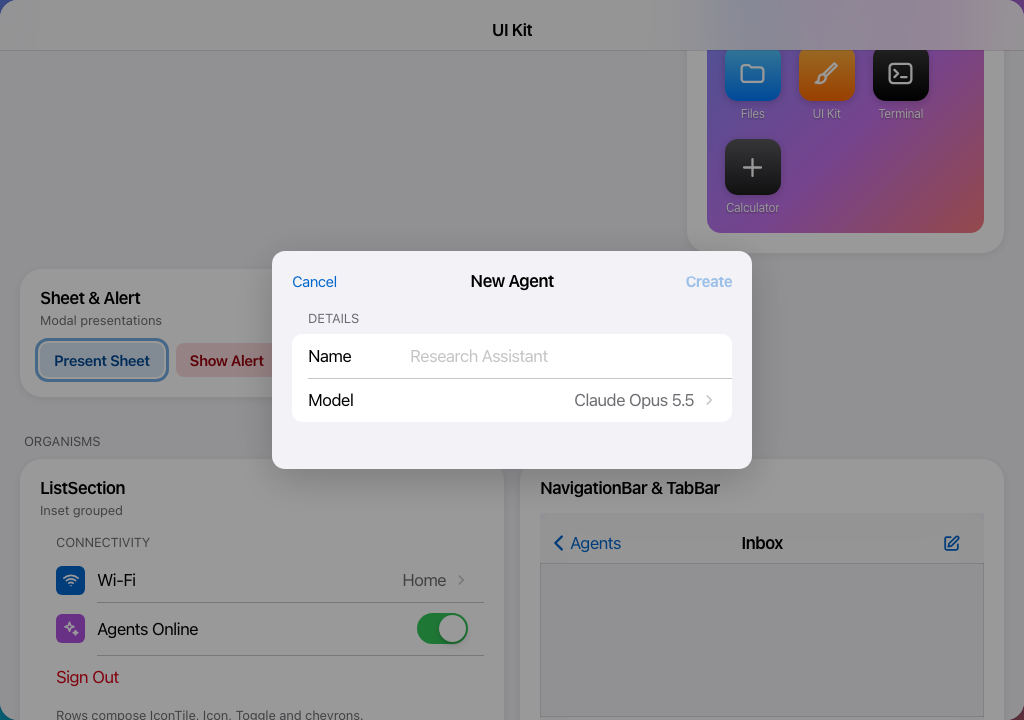 UI Kit
Files
UI Kit
Terminal
Calculator
Sheet & Alert
Modal presentations
Present Sheet
Show Alert
Cancel
New Agent
Create
DETAILS
Name
Research Assistant
Model
Claude Opus 5.5
ORGANISMS
ListSection
Inset grouped
CONNECTIVITY
Wi-Fi
Home
Agents Online
Sign Out
Rows compose IconTile, Icon, Toggle and chevrons.
NavigationBar & TabBar
Agents
Inbox